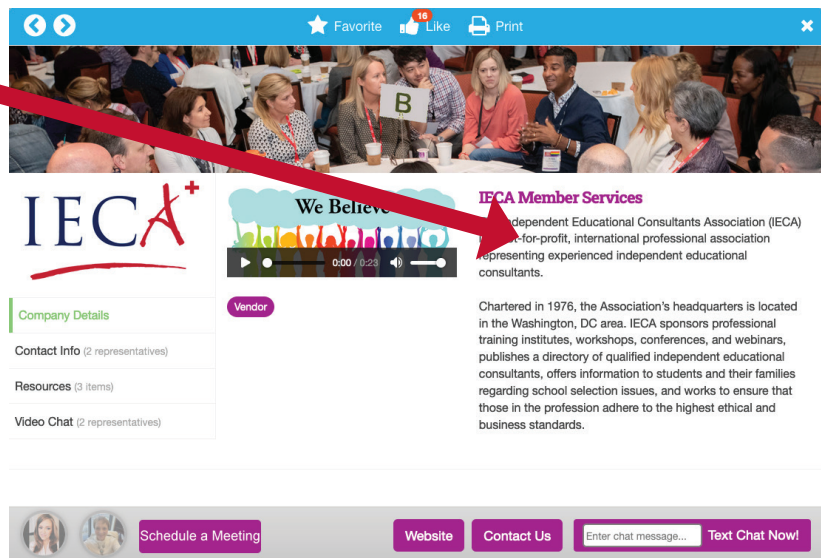 Favorite 16 Like Print
B
IECA+
We Believe
0:00 / 0:23
Vendor
Company Details
Contact Info (2 representatives)
Resources (3 items)
Video Chat (2 representatives)
IECA Member Services
Independent Educational Consultants Association (IECA)
-for-profit, international professional association
representing experienced independent educational
consultants.
Chartered in 1976, the Association's headquarters is located
in the Washington, DC area. IECA sponsors professional
training institutes, workshops, conferences, and webinars,
publishes a directory of qualified independent educational
consultants, offers information to students and their families
regarding school selection issues, and works to ensure that
those in the profession adhere to the highest ethical and
business standards.
Schedule a Meeting
Website
Contact Us
Enter chat message...
Text Chat Now!